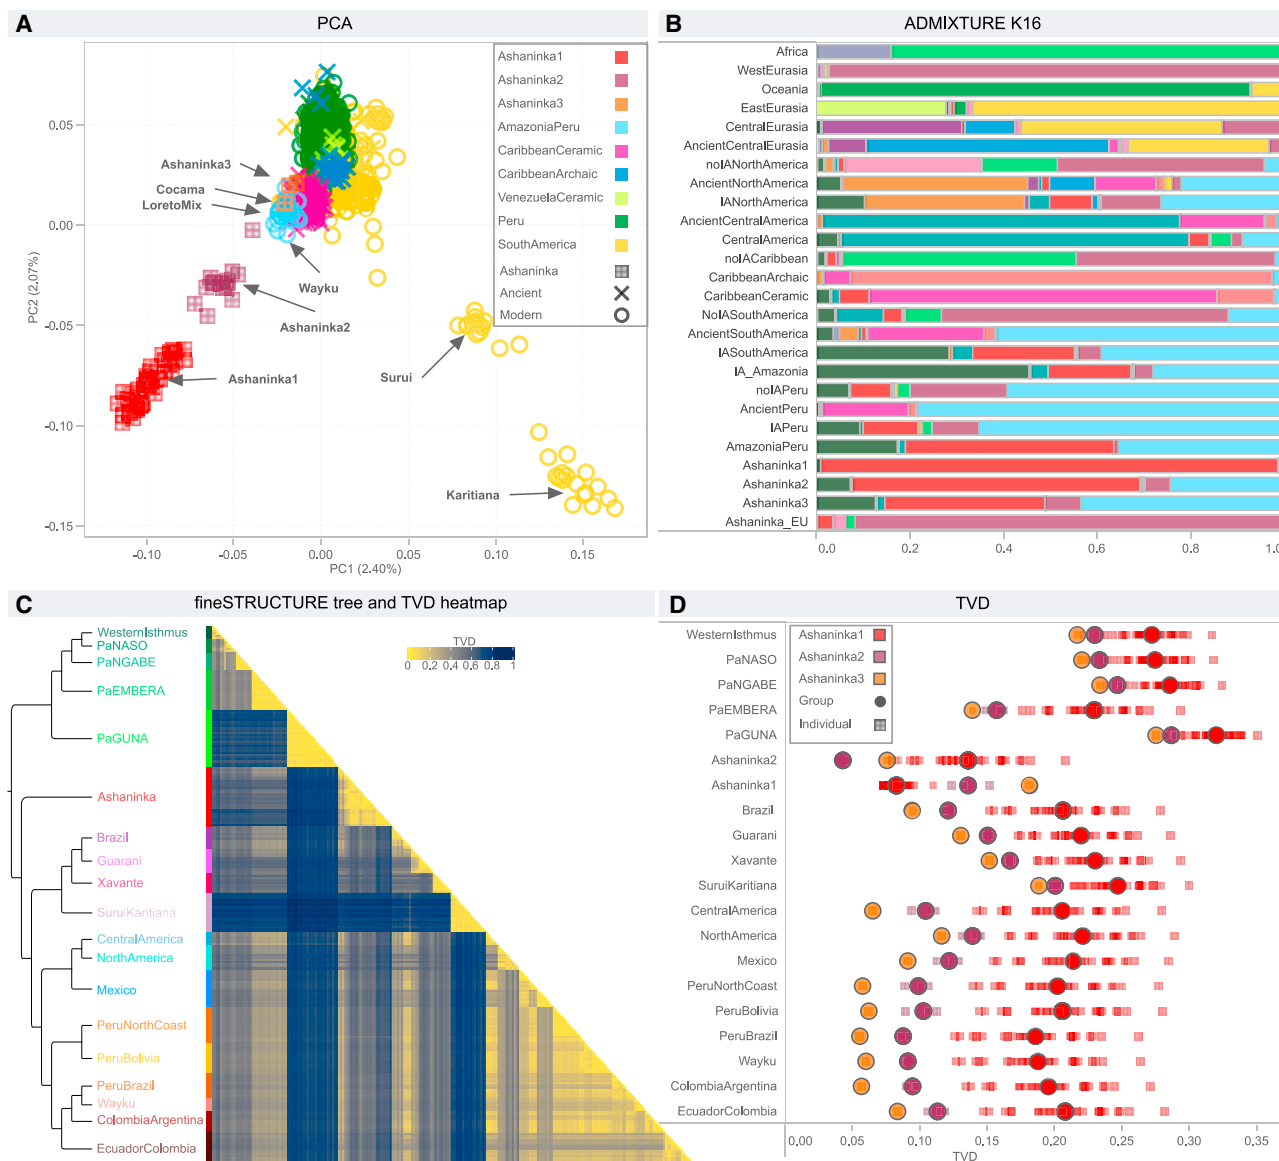 A
PCA
Ashaninka1
Ashaninka2
Ashaninka3
AmazoniaPeru
CaribbeanCeramic
CaribbeanArchaic
VenezuelaCeramic
Peru
SouthAmerica
Ashaninka
Ancient
Modern
Ashaninka3
Cocama
LoretoMix
Wayku
Ashaninka2
Ashaninka1
Surui
Karitiana
PC2 (2.07%)
0.05
0.00
-0.05
-0.10
-0.15
-0.10
-0.05
0.00
0.05
0.10
0.15
PC1 (2.40%)
B
ADMIXTURE K16
Africa
WestEurasia
Oceania
EastEurasia
CentralEurasia
AncientCentralEurasia
noIANorthAmerica
AncientNorthAmerica
IANorthAmerica
AncientCentralAmerica
CentralAmerica
noIACaribbean
CaribbeanArchaic
CaribbeanCeramic
NoIASouthAmerica
AncientSouthAmerica
IASouthAmerica
IA_Amazonia
noIAPeru
AncientPeru
IAPeru
AmazoniaPeru
Ashaninka1
Ashaninka2
Ashaninka3
Ashaninka_EU
0.0
0.2
0.4
0.6
0.8
1.0
C
fineSTRUCTURE tree and TVD heatmap
TVD
0 0.2 0.4 0.6 0.8 1
WesternIsthmus
PaNASO
PaNGABE
PaEMBERA
PaGUNA
Ashaninka
Brazil
Guarani
Xavante
SuruiKaritiana
CentralAmerica
NorthAmerica
Mexico
PeruNorthCoast
PeruBolivia
PeruBrazil
Wayku
ColombiaArgentina
EcuadorColombia
D
TVD
Ashaninka1
Ashaninka2
Ashaninka3
Group
Individual
WesternIsthmus
PaNASO
PaNGABE
PaEMBERA
PaGUNA
Ashaninka2
Ashaninka1
Brazil
Guarani
Xavante
SuruiKaritiana
CentralAmerica
NorthAmerica
Mexico
PeruNorthCoast
PeruBolivia
PeruBrazil
Wayku
ColombiaArgentina
EcuadorColombia
0.00
0.05
0.10
0.15
0.20
0.25
0.30
0.35
TVD